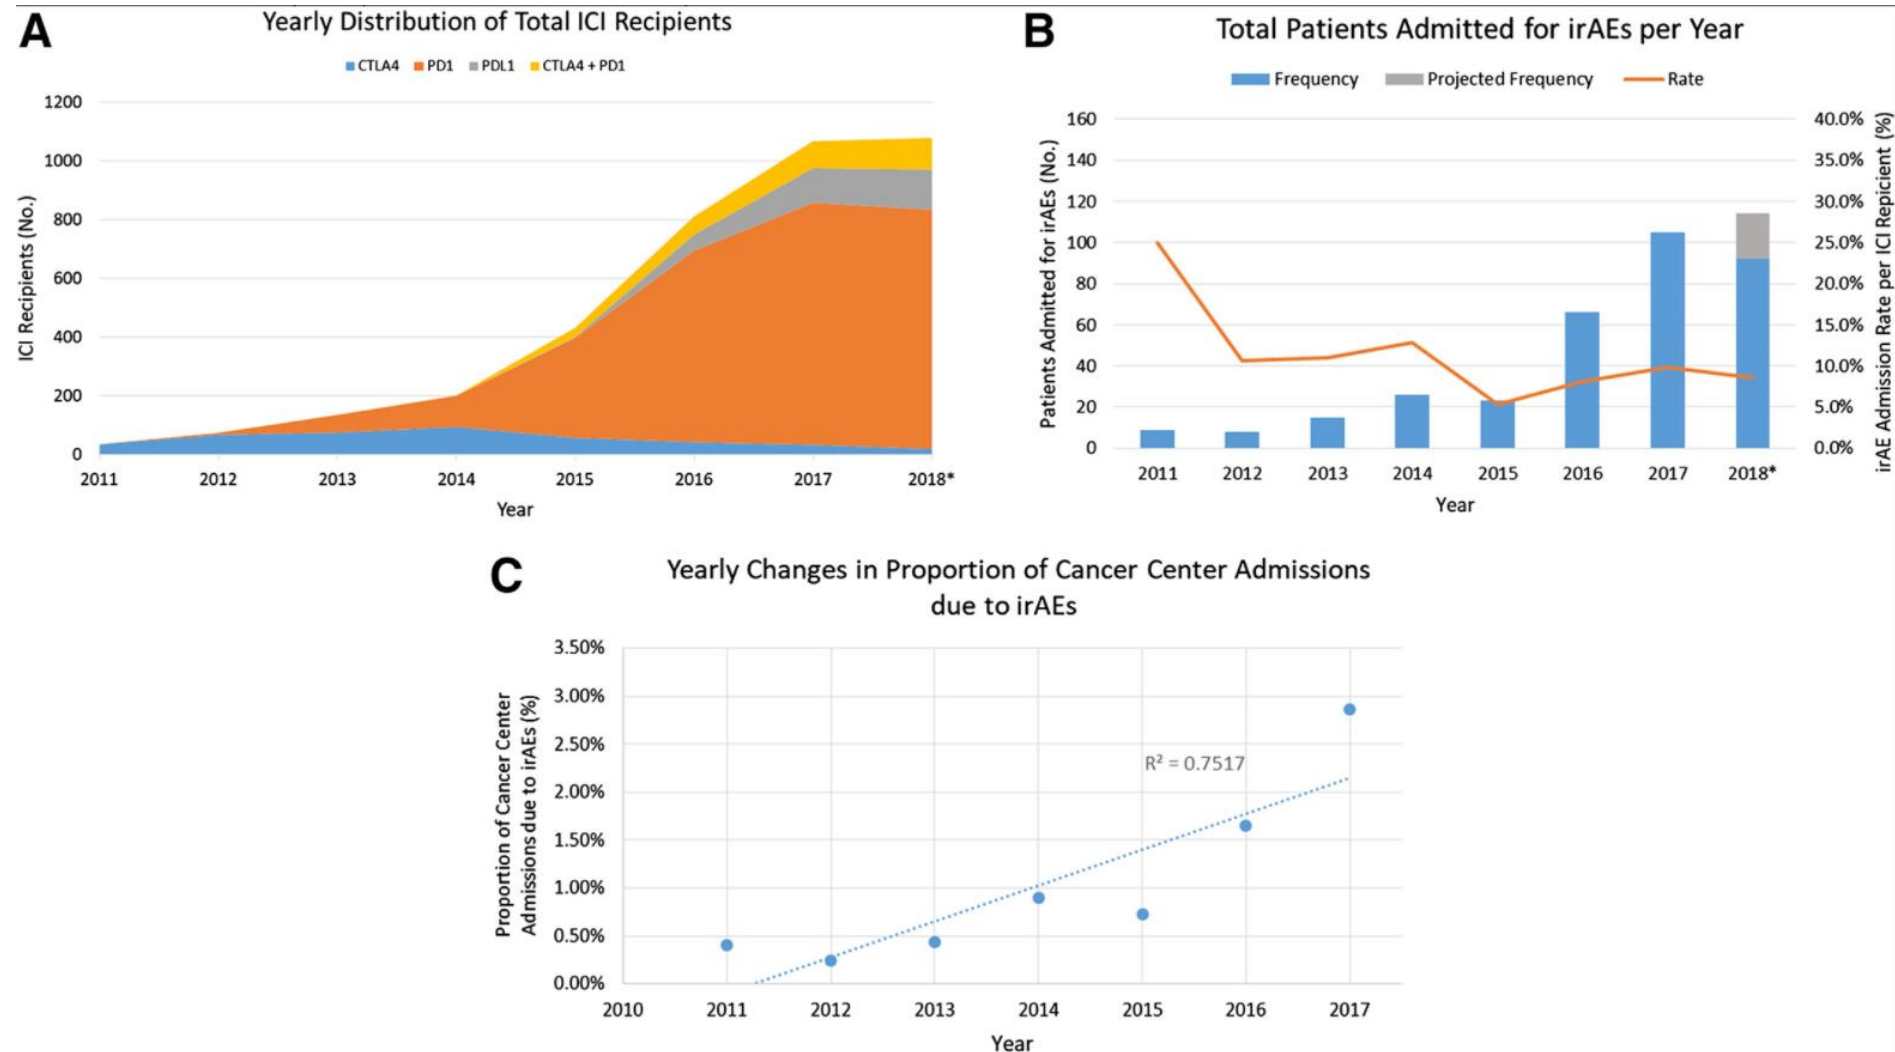 A
Yearly Distribution of Total ICI Recipients
CTLA4 PD1 PDL1 CTLA4 + PD1
ICI Recipients (No.)
1200
1000
800
600
400
200
0
2011 2012 2013 2014 2015 2016 2017 2018*
Year
B
Total Patients Admitted for irAEs per Year
Frequency Projected Frequency Rate
Patients Admitted for irAEs (No.)
160
140
120
100
80
60
40
20
0
40.0%
35.0%
30.0%
25.0%
20.0%
15.0%
10.0%
5.0%
0.0%
irAE Admission Rate per ICI Repicient (%)
2011 2012 2013 2014 2015 2016 2017 2018*
Year
C
Yearly Changes in Proportion of Cancer Center Admissions
due to irAEs
Proportion of Cancer Center
Admissions due to irAEs (%)
3.50%
3.00%
2.50%
2.00%
1.50%
1.00%
0.50%
0.00%
R² = 0.7517
2010 2011 2012 2013 2014 2015 2016 2017
Year